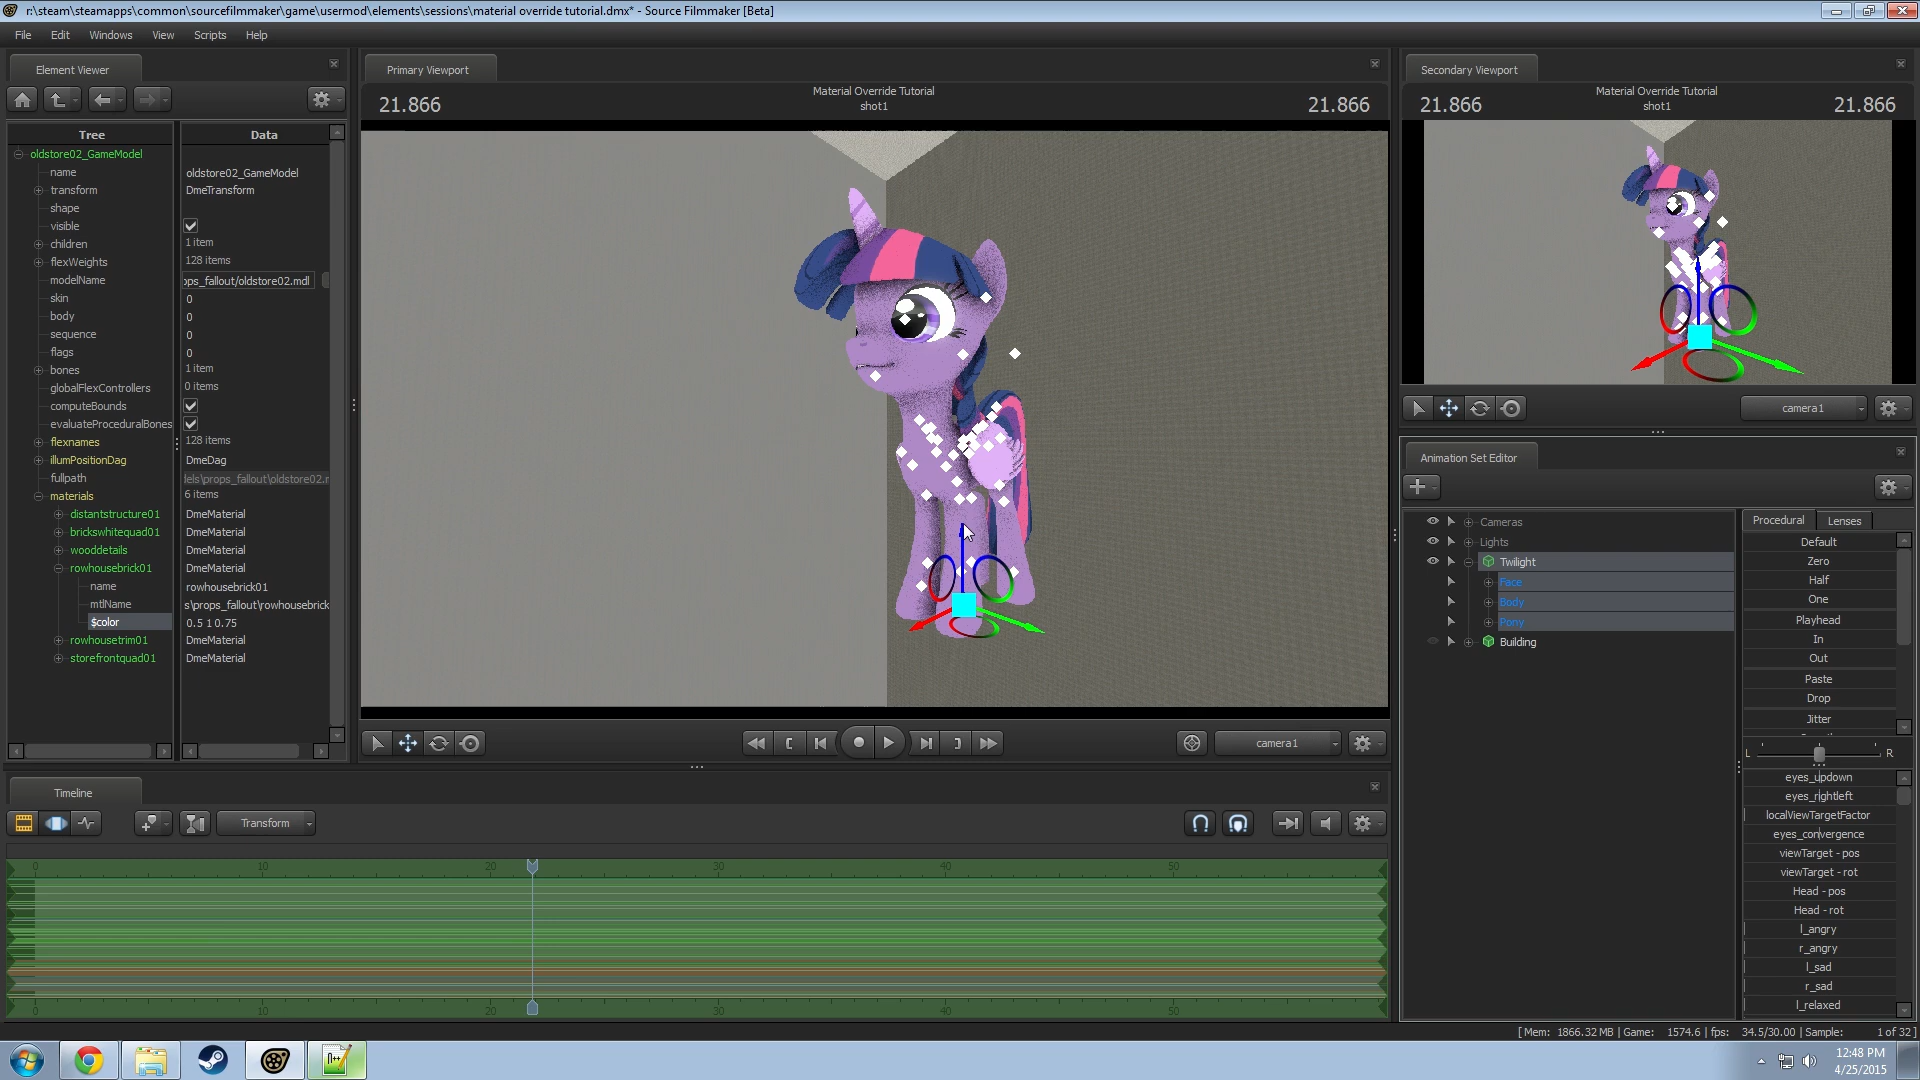 r:\steam\steamapps\common\sourcefilmmaker\game\usermod\elements\sessions\material override tutorial.dmx* - Source Filmmaker [Beta]
File Edit Windows View Scripts Help
Element Viewer
Tree Data
oldstore02_GameModel
name oldstore02_GameModel
transform DmeTransform
shape
visible
children 1 item
flexWeights 128 items
modelName ops_fallout/oldstore02.mdl
skin 0
body 0
sequence 0
flags 0
bones 1 item
globalFlexControllers 0 items
computeBounds
evaluateProceduralBones
flexnames 128 items
illumPositionDag DmeDag
fullpath dels\props_fallout\oldstore02.m
materials 6 items
distantstructure01 DmeMaterial
brickswhitequad01 DmeMaterial
wooddetails DmeMaterial
rowhousebrick01 DmeMaterial
name rowhousebrick01
mtlName s\props_fallout\rowhousebrick
$color 0.5 1 0.75
rowhousetrim01 DmeMaterial
storefrontquad01 DmeMaterial
Primary Viewport
21.866
Material Override Tutorial
shot1
21.866
camera1
Secondary Viewport
21.866
Material Override Tutorial
shot1
21.866
camera1
Animation Set Editor
Cameras
Lights
Twilight
Face
Body
Pony
Building
Procedural Lenses
Default
Zero
Half
One
Playhead
In
Out
Paste
Drop
Jitter
L R
eyes_updown
eyes_rightleft
localViewTargetFactor
eyes_convergence
viewTarget - pos
viewTarget - rot
Head - pos
Head - rot
l_angry
r_angry
l_sad
r_sad
l_relaxed
Timeline
Transform
0 10 20 30 40 50
0 10 20 30 40 50
[ Mem: 1866.32 MB | Game: 1574.6 | fps: 34.5/30.00 | Sample: 1 of 32 ]
n++
12:48 PM
4/25/2015